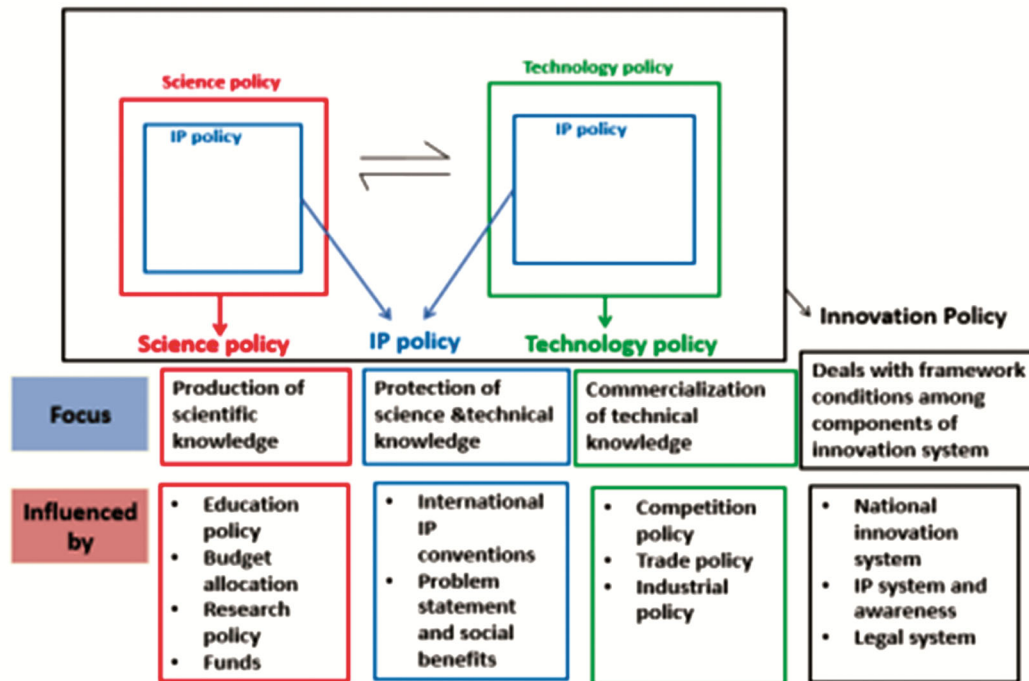 Science policy
Technology policy
IP policy
IP policy
Innovation Policy
Science policy
IP policy
Technology policy
Focus
Production of
scientific
knowledge
Protection of
science &technical
knowledge
Commercialization
of technical
knowledge
Deals with framework
conditions among
components of
innovation system
Influenced
by
• Education
policy
• Budget
allocation
• Research
policy
• Funds
• International
IP
conventions
• Problem
statement
and social
benefits
• Competition
policy
• Trade policy
• Industrial
policy
• National
innovation
system
• IP system and
awareness
• Legal system